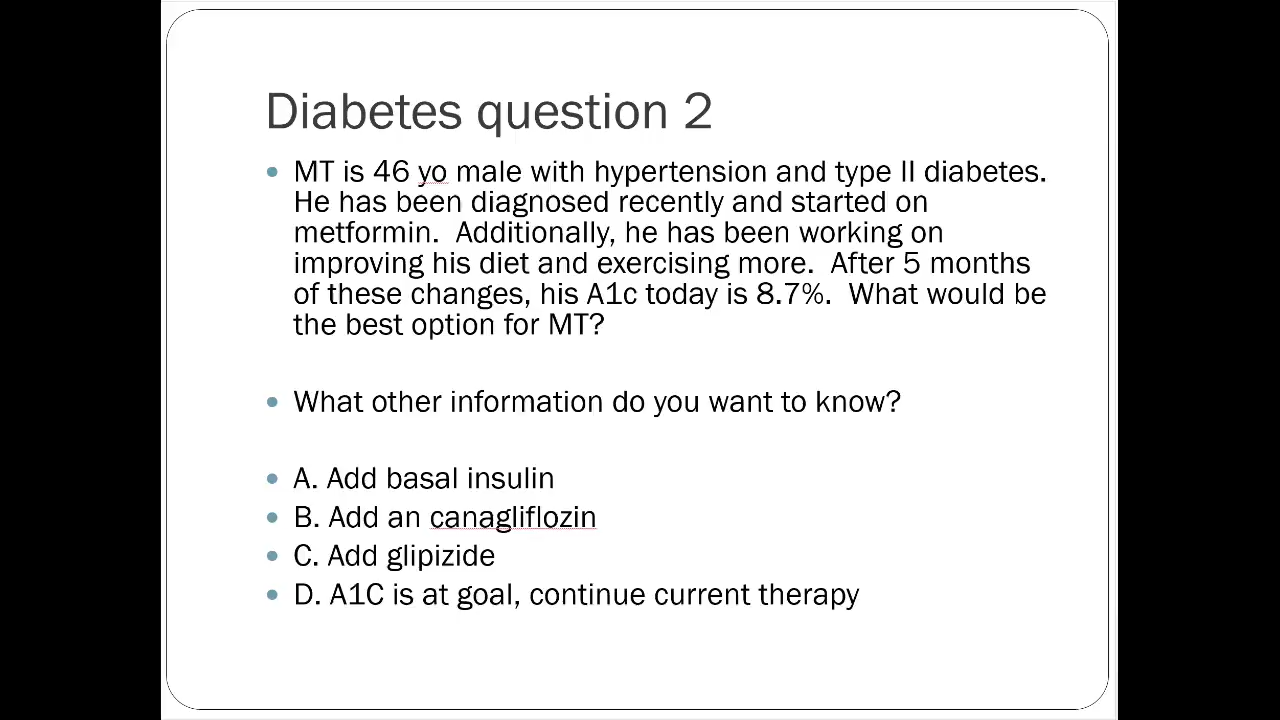 Diabetes question 2
• MT is 46 yo male with hypertension and type II diabetes.
He has been diagnosed recently and started on
metformin.  Additionally, he has been working on
improving his diet and exercising more.  After 5 months
of these changes, his A1c today is 8.7%.  What would be
the best option for MT?
• What other information do you want to know?
• A. Add basal insulin
• B. Add an canagliflozin
• C. Add glipizide
• D. A1C is at goal, continue current therapy